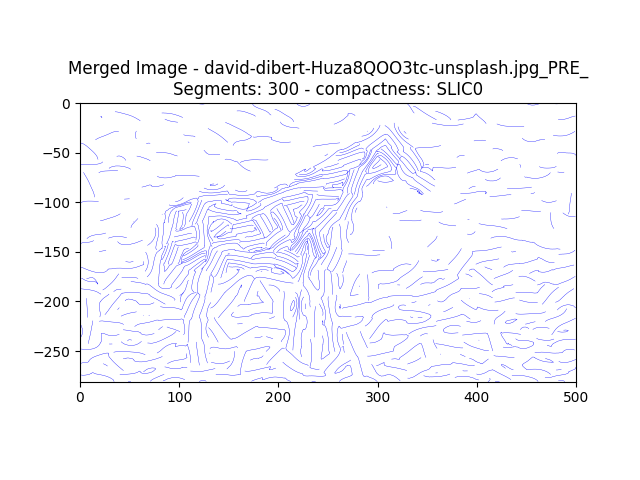 Merged Image - david-dibert-Huza8QOO3tc-unsplash.jpg_PRE_
Segments: 300 - compactness: SLIC0
0
−50
−100
−150
−200
−250
0 100 200 300 400 500